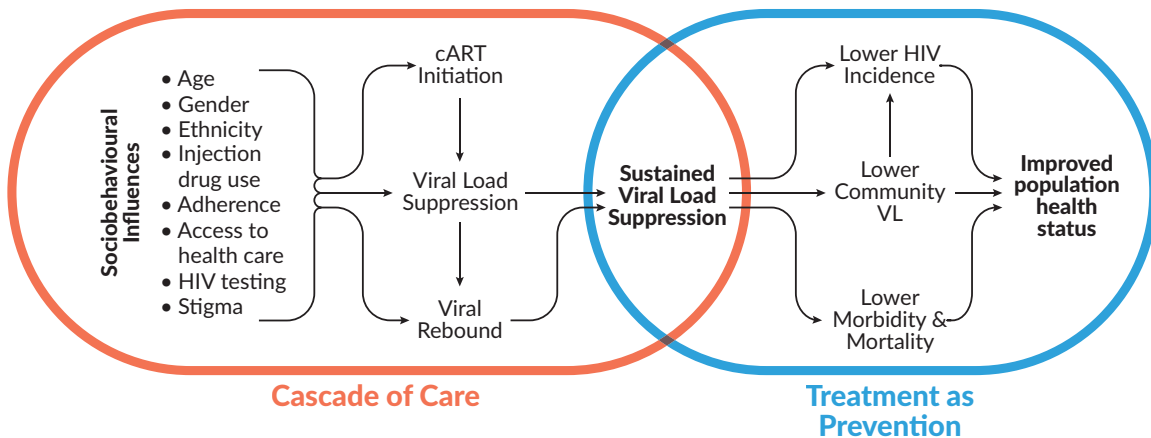 Sociobehavioural
Influences
• Age
• Gender
• Ethnicity
• Injection
drug use
• Adherence
• Access to
health care
• HIV testing
• Stigma
cART
Initiation
Viral Load
Suppression
Viral
Rebound
Sustained
Viral Load
Suppression
Lower HIV
Incidence
Lower
Community
VL
Lower
Morbidity &
Mortality
Improved
population
health
status
Cascade of Care
Treatment as
Prevention